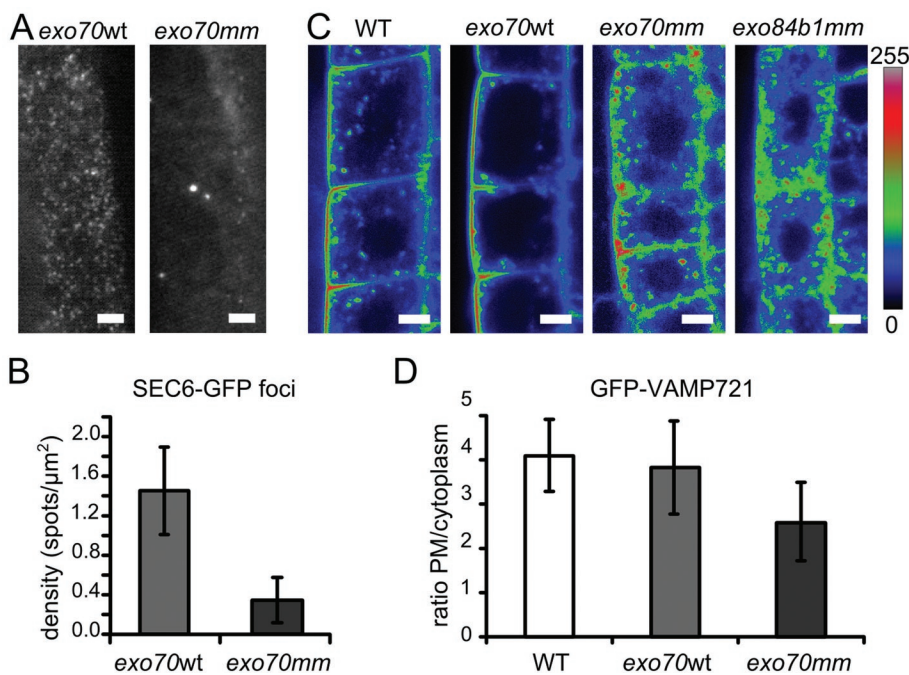 A
exo70wt
exo70mm
C
WT
exo70wt
exo70mm
exo84b1mm
255
0
B
SEC6-GFP foci
density (spots/µm²)
2.0
1.6
1.2
0.8
0.4
0.0
exo70wt
exo70mm
D
GFP-VAMP721
ratio PM/cytoplasm
5
4
3
2
1
0
WT
exo70wt
exo70mm